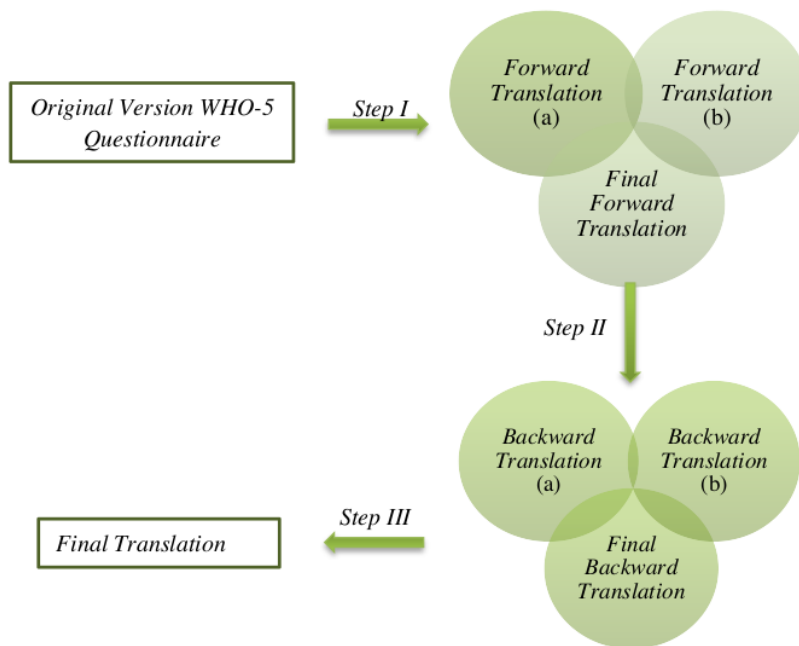 Original Version WHO-5
Questionnaire
Step I
Forward
Translation
(a)
Forward
Translation
(b)
Final
Forward
Translation
Step II
Backward
Translation
(a)
Backward
Translation
(b)
Final
Backward
Translation
Step III
Final Translation